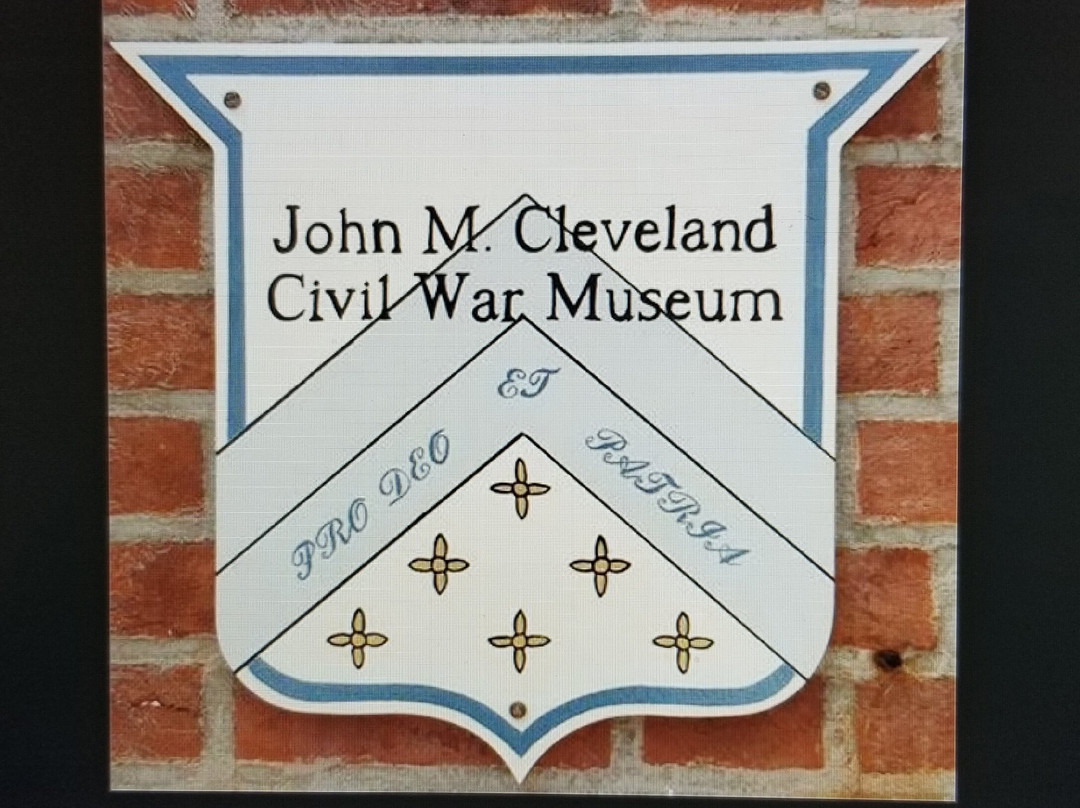 John M. Cleveland
Civil War Museum
PRO DEO ET PATRIA